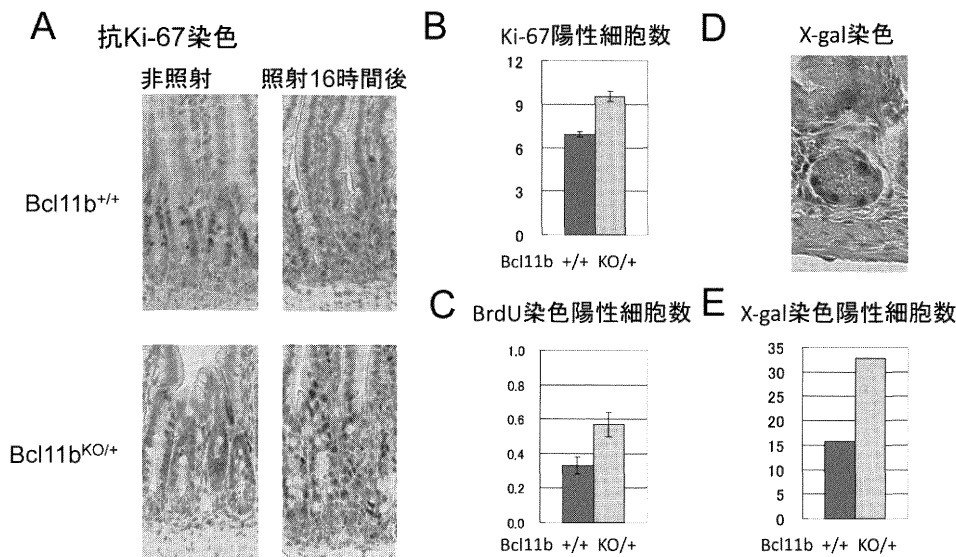 A
抗Ki-67染色
非照射
照射16時間後
Bcl11b+/+
Bcl11bKO/+
B
Ki-67陽性細胞数
12
9
6
3
0
Bcl11b +/+ KO/+
C
BrdU染色陽性細胞数
1.0
0.8
0.6
0.4
0.2
0.0
Bcl11b +/+ KO/+
D
X-gal染色
E
X-gal染色陽性細胞数
35
30
25
20
15
10
5
0
Bcl11b +/+ KO/+